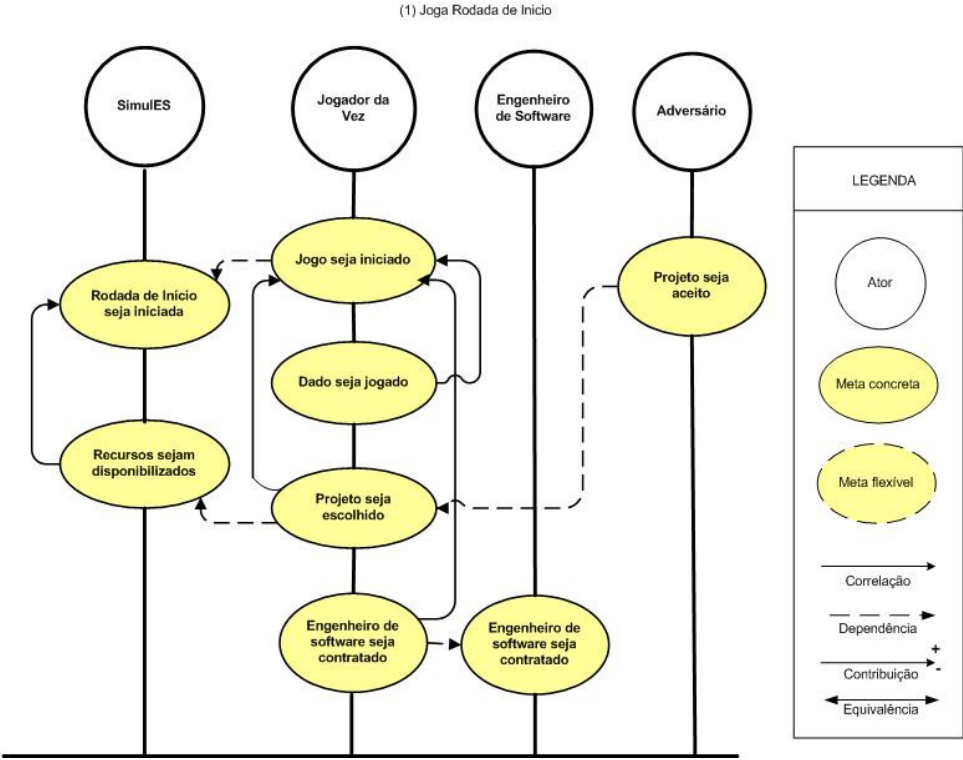 (1) Joga Rodada de Inicio
SimulES
Jogador da
Vez
Engenheiro
de Software
Adversário
Jogo seja iniciado
Rodada de Início
seja iniciada
Projeto seja
aceito
Dado seja jogado
Recursos sejam
disponibilizados
Projeto seja
escolhido
Engenheiro de
software seja
contratado
Engenheiro de
software seja
contratado
LEGENDA
Ator
Meta concreta
Meta flexível
Correlação
Dependência
+
-
Contribuição
Equivalência